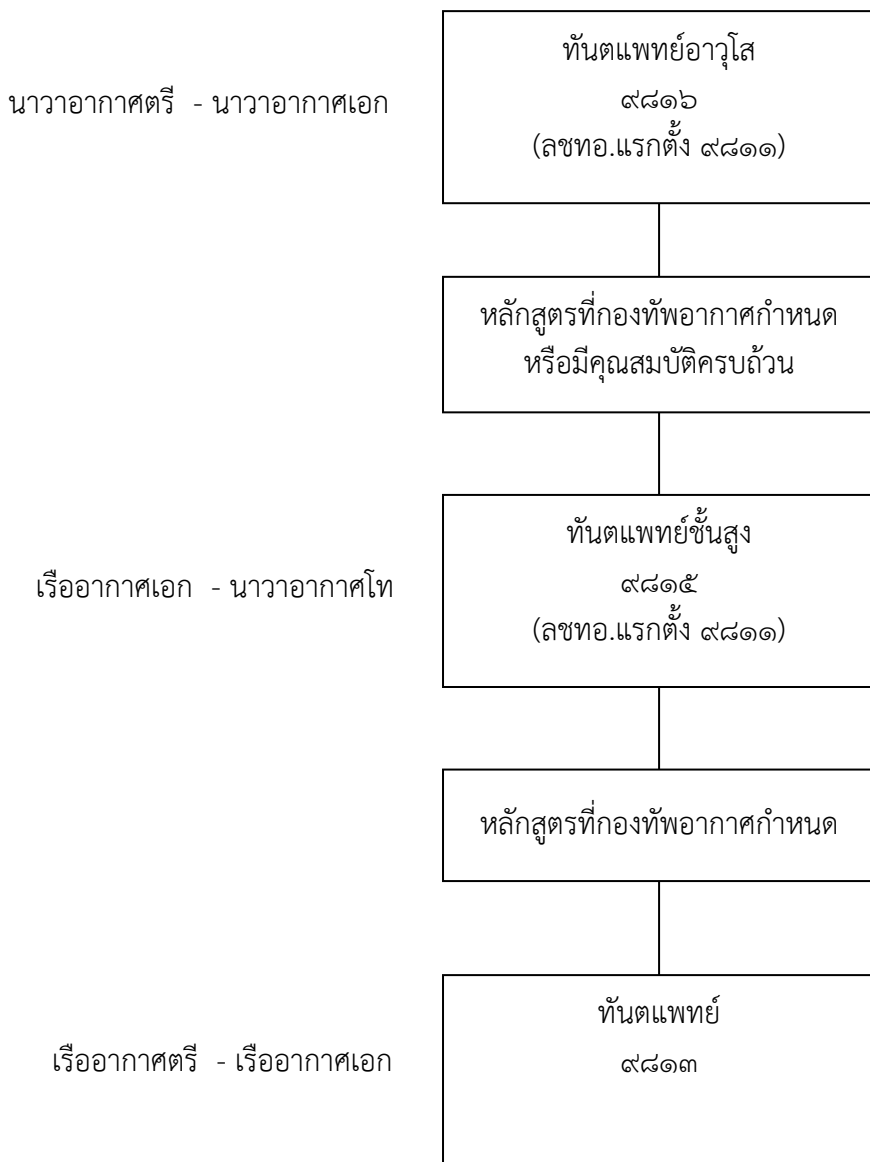 ทันตแพทย์อาวุโส
นาวาอากาศตรี - นาวาอากาศเอก
๙๘๑๖
(ลชทอ.แรกตั้ง ๙๘๑๑)
หลักสูตรที่กองทัพอากาศกำหนด
หรือมีคุณสมบัติครบถ้วน
ทันตแพทย์ชั้นสูง
เรืออากาศเอก - นาวาอากาศโท
๙๘๑๕
(ลชทอ.แรกตั้ง ๙๘๑๑)
หลักสูตรที่กองทัพอากาศกำหนด
ทันตแพทย์
เรืออากาศตรี - เรืออากาศเอก
๙๘๑๓